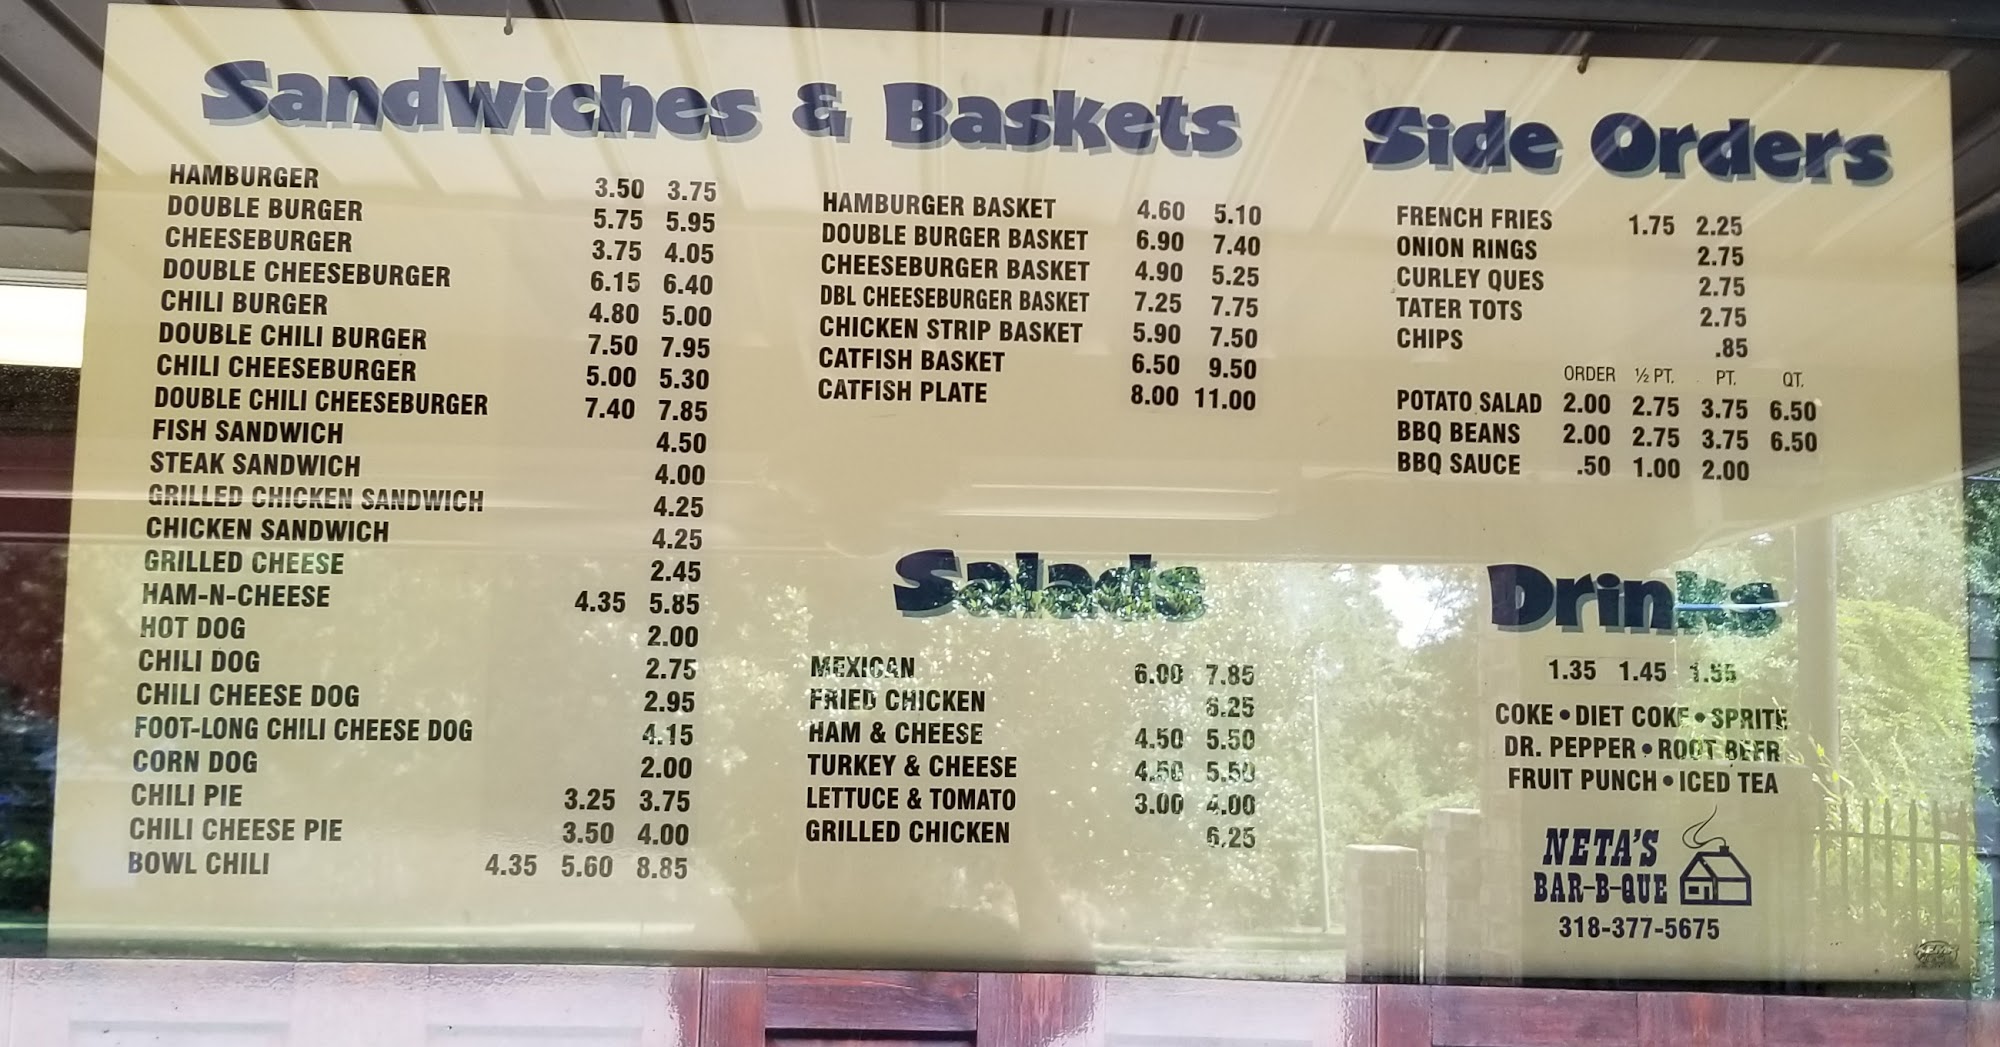 Sandwiches & Baskets
HAMBURGER 3.50 3.75
DOUBLE BURGER 5.75 5.95
CHEESEBURGER 3.75 4.05
DOUBLE CHEESEBURGER 6.15 6.40
CHILI BURGER 4.80 5.00
DOUBLE CHILI BURGER 7.50 7.95
CHILI CHEESEBURGER 5.00 5.30
DOUBLE CHILI CHEESEBURGER 7.40 7.85
FISH SANDWICH 4.50
STEAK SANDWICH 4.00
GRILLED CHICKEN SANDWICH 4.25
CHICKEN SANDWICH 4.25
GRILLED CHEESE 2.45
HAM-N-CHEESE 4.35 5.85
HOT DOG 2.00
CHILI DOG 2.75
CHILI CHEESE DOG 2.95
FOOT-LONG CHILI CHEESE DOG 4.15
CORN DOG 2.00
CHILI PIE 3.25 3.75
CHILI CHEESE PIE 3.50 4.00
BOWL CHILI 4.35 5.60 8.85
HAMBURGER BASKET 4.60 5.10
DOUBLE BURGER BASKET 6.90 7.40
CHEESEBURGER BASKET 4.90 5.25
DBL CHEESEBURGER BASKET 7.25 7.75
CHICKEN STRIP BASKET 5.90 7.50
CATFISH BASKET 6.50 9.50
CATFISH PLATE 8.00 11.00
Salads
MEXICAN 6.00 7.85
FRIED CHICKEN 6.25
HAM & CHEESE 4.50 5.50
TURKEY & CHEESE 4.50 5.50
LETTUCE & TOMATO 3.00 4.00
GRILLED CHICKEN 6.25
Side Orders
FRENCH FRIES 1.75 2.25
ONION RINGS 2.75
CURLEY QUES 2.75
TATER TOTS 2.75
CHIPS .85
ORDER ½ PT. PT. QT.
POTATO SALAD 2.00 2.75 3.75 6.50
BBQ BEANS 2.00 2.75 3.75 6.50
BBQ SAUCE .50 1.00 2.00
Drinks
1.35 1.45 1.55
COKE • DIET COKE • SPRITE
DR. PEPPER • ROOT BEER
FRUIT PUNCH • ICED TEA
NETA'S
BAR-B-QUE
318-377-5675